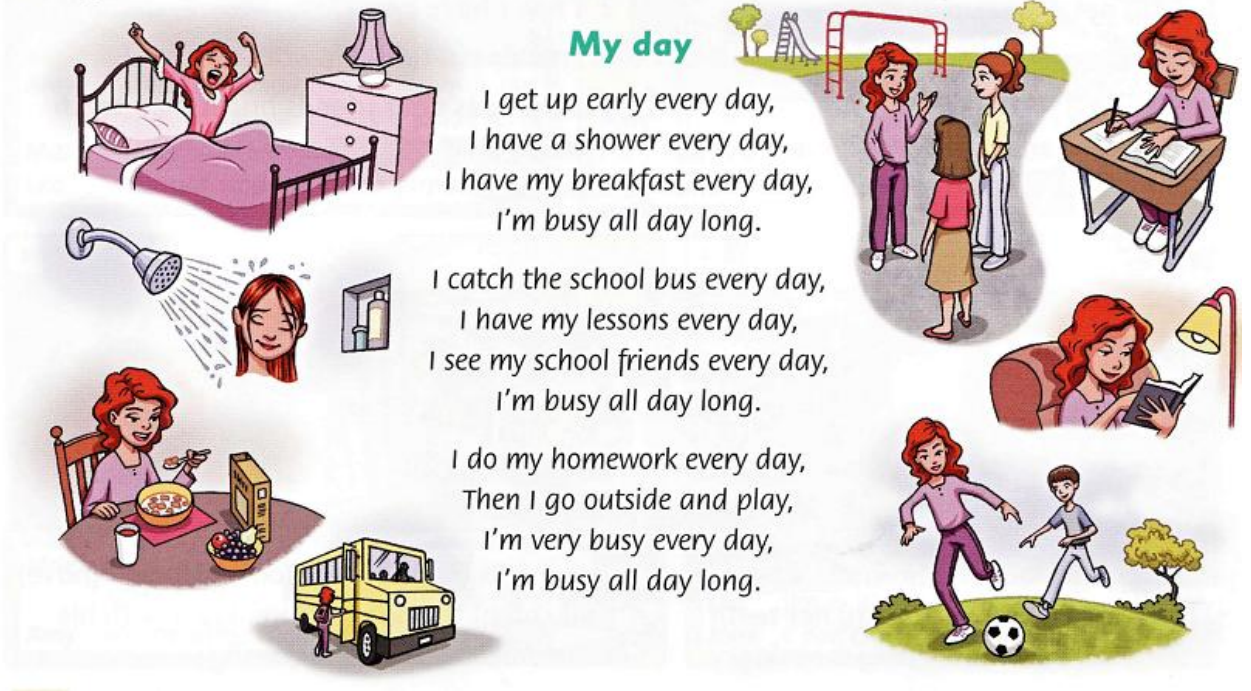 My day
I get up early every day,
I have a shower every day,
I have my breakfast every day,
I'm busy all day long.
I catch the school bus every day,
I have my lessons every day,
I see my school friends every day,
I'm busy all day long.
I do my homework every day,
Then I go outside and play,
I'm very busy every day,
I'm busy all day long.